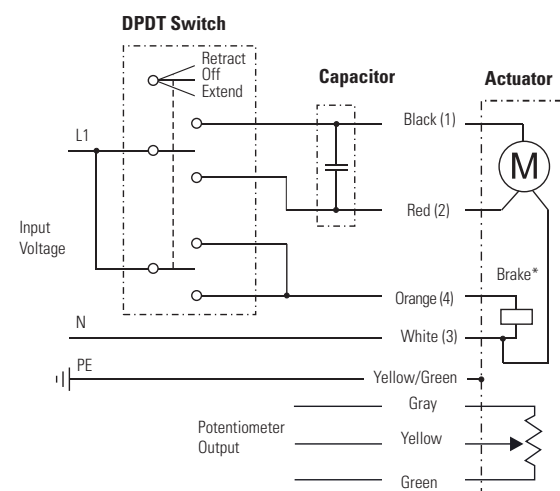 DPDT Switch
Retract
Off
Extend
Capacitor
Actuator
Black (1)
L1
M
Red (2)
Input
Voltage
Brake*
Orange (4)
N
White (3)
PE
Yellow/Green
Gray
Potentiometer
Output
Yellow
Green